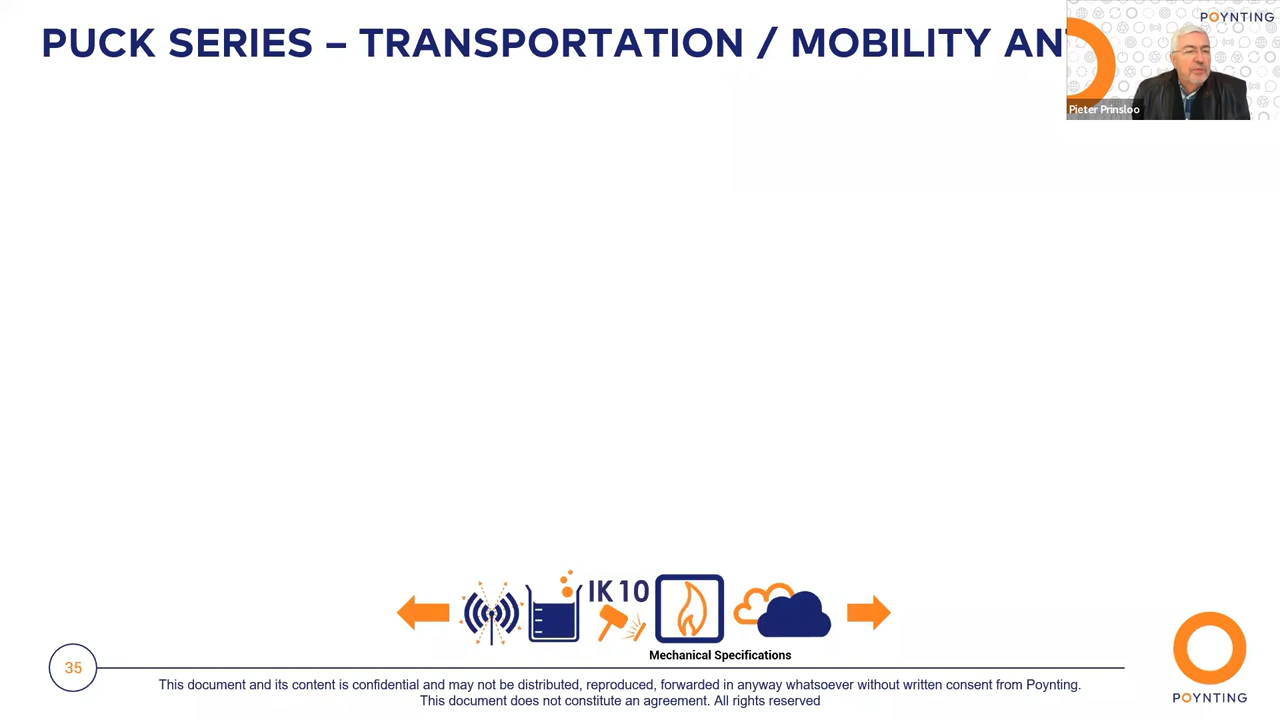 PUCK SERIES – TRANSPORTATION / MOBILITY AN
POYNTING
Pieter Prinsloo
IK 10
Mechanical Specifications
35
This document and its content is confidential and may not be distributed, reproduced, forwarded in anyway whatsoever without written consent from Poynting.
This document does not constitute an agreement. All rights reserved
POYNTING